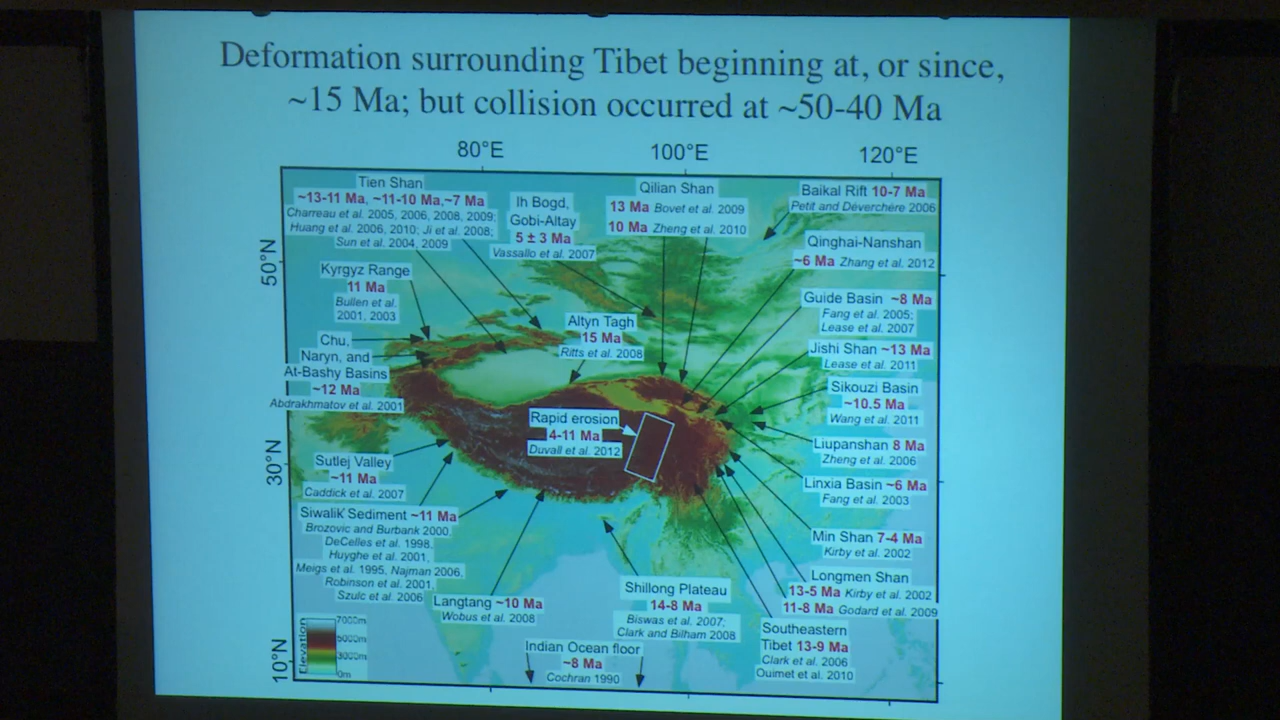 Deformation surrounding Tibet beginning at, or since,
~15 Ma; but collision occurred at ~50-40 Ma
80°E
100°E
120°E
50°N
30°N
10°N
Tien Shan
~13-11 Ma, ~11-10 Ma,~7 Ma
Charreau et al. 2005, 2006, 2008, 2009;
Huang et al. 2006, 2010; Ji et al. 2008;
Sun et al. 2004, 2009
Ih Bogd,
Gobi-Altay
5 ± 3 Ma
Vassallo et al. 2007
Qilian Shan
13 Ma Bovet et al. 2009
10 Ma Zheng et al. 2010
Baikal Rift 10-7 Ma
Petit and Déverchère 2006
Qinghai-Nanshan
~6 Ma Zhang et al. 2012
Kyrgyz Range
11 Ma
Bullen et al.
2001, 2003
Guide Basin ~8 Ma
Fang et al. 2005;
Lease et al. 2007
Altyn Tagh
15 Ma
Ritts et al. 2008
Chu,
Naryn, and
At-Bashy Basins
~12 Ma
Abdrakhmatov et al. 2001
Jishi Shan ~13 Ma
Lease et al. 2011
Sikouzi Basin
~10.5 Ma
Wang et al. 2011
Rapid erosion
4-11 Ma
Duvall et al. 2012
Liupanshan 8 Ma
Zheng et al. 2006
Sutlej Valley
~11 Ma
Caddick et al. 2007
Linxia Basin ~6 Ma
Fang et al. 2003
Siwalik Sediment ~11 Ma
Brozovic and Burbank 2000,
DeCelles et al. 1998,
Huyghe et al. 2001,
Meigs et al. 1995, Najman 2006,
Robinson et al. 2001,
Szulc et al. 2006
Min Shan 7-4 Ma
Kirby et al. 2002
Longmen Shan
13-5 Ma Kirby et al. 2002
11-8 Ma Godard et al. 2009
Langtang ~10 Ma
Wobus et al. 2008
Shillong Plateau
14-8 Ma
Biswas et al. 2007;
Clark and Bilham 2008
Southeastern
Tibet 13-9 Ma
Clark et al. 2006
Ouimet et al. 2010
Indian Ocean floor
~8 Ma
Cochran 1990
Elevation
7000m
5000m
3000m
0m